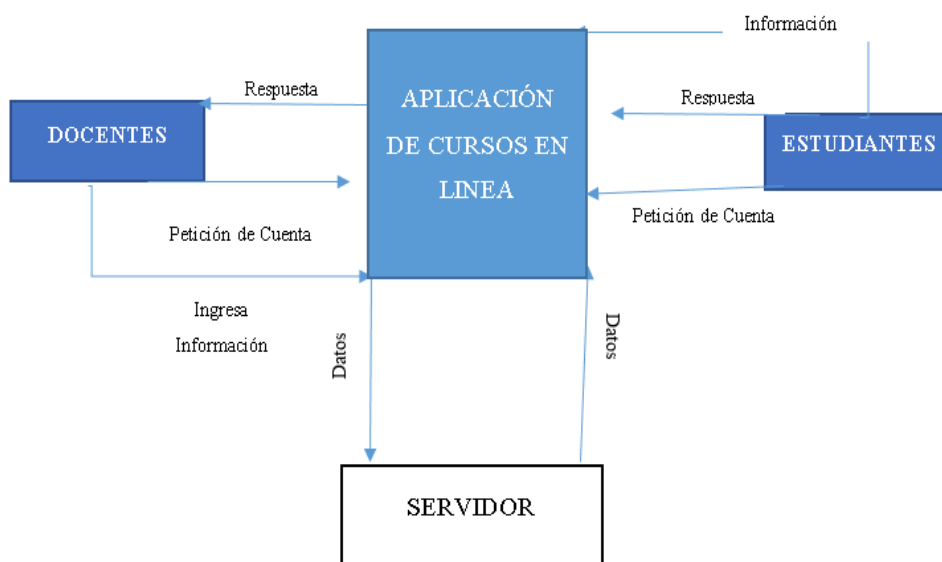 Información
Respuesta
APLICACIÓN
DE CURSOS EN
LINEA
Respuesta
DOCENTES
ESTUDIANTES
Petición de Cuenta
Petición de Cuenta
Ingresa
Información
Datos
Datos
SERVIDOR